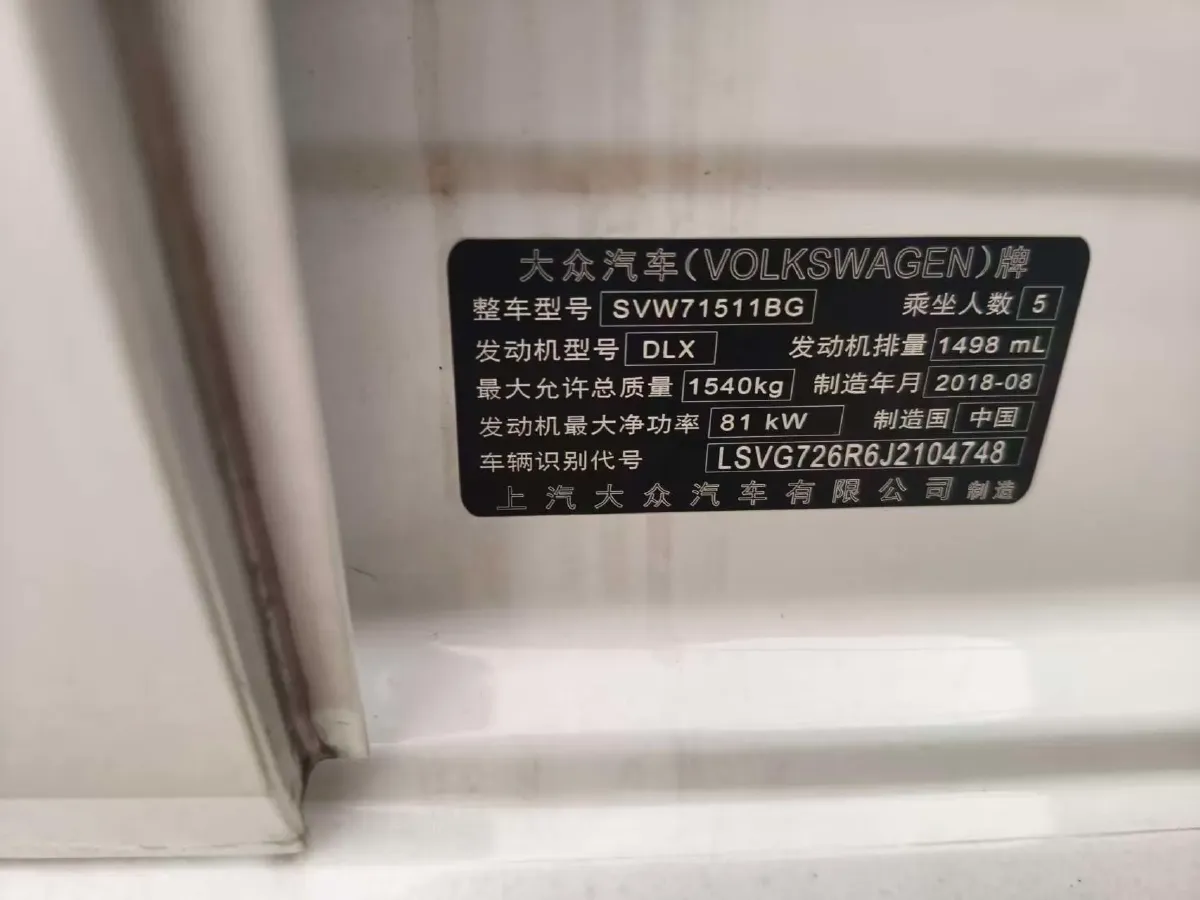 大众汽车(VOLKSWAGEN)牌
整车型号 SVW71511BG 乘坐人数 5
发动机型号 DLX 发动机排量 1498 mL
最大允许总质量 1540kg 制造年月 2018-08
发动机最大净功率 81 kW 制造国 中国
车辆识别代号 LSVG726R6J2104748
上汽大众汽车有限公司 制造